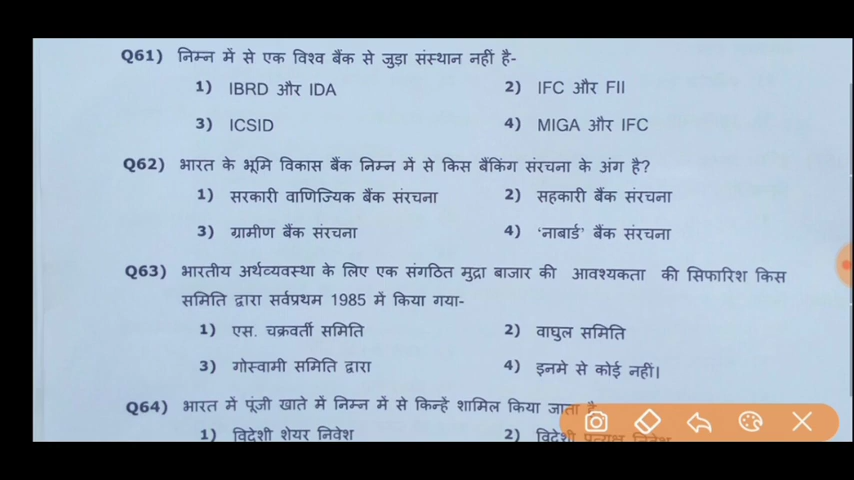 Q61) निम्न में से एक विश्व बैंक से जुड़ा संस्थान नहीं है-
1) IBRD और IDA 2) IFC और FII
3) ICSID 4) MIGA और IFC
Q62) भारत के भूमि विकास बैंक निम्न में से किस बैंकिंग संरचना के अंग है?
1) सरकारी वाणिज्यिक बैंक संरचना 2) सहकारी बैंक संरचना
3) ग्रामीण बैंक संरचना 4) 'नाबार्ड' बैंक संरचना
Q63) भारतीय अर्थव्यवस्था के लिए एक संगठित मुद्रा बाजार की आवश्यकता की सिफारिश किस
समिति द्वारा सर्वप्रथम 1985 में किया गया-
1) एस. चक्रवर्ती समिति 2) वाघुल समिति
3) गोस्वामी समिति द्वारा 4) इनमे से कोई नहीं।
Q64) भारत में पूंजी खाते में निम्न में से किन्हें शामिल किया जाता है
1) विदेशी शेयर निवेश 2) विदेशी प्रत्यक्ष निवेश